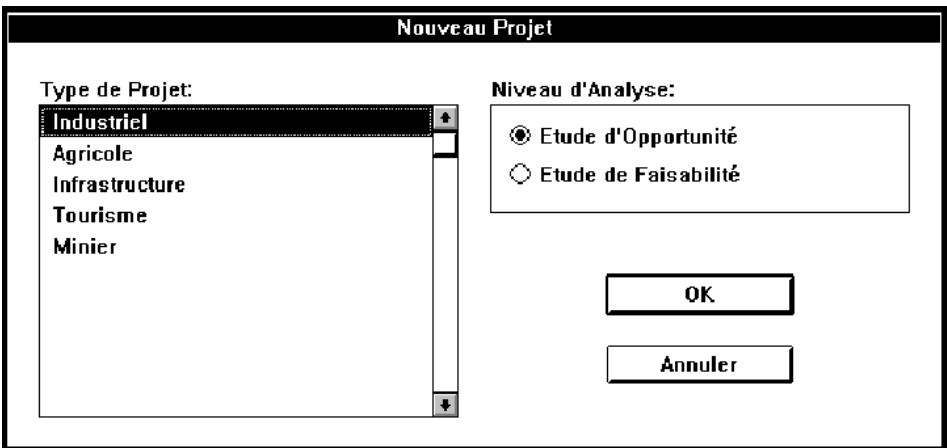 Nouveau Projet
Type de Projet:
Industriel
Agricole
Infrastructure
Tourisme
Minier
Niveau d'Analyse:
Etude d'Opportunité
Etude de Faisabilité
OK
Annuler